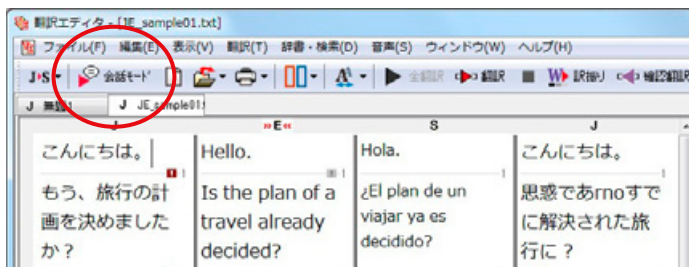 翻訳エディタ - [JE_sample01.txt]
ファイル(F) 編集(E) 表示(V) 翻訳(T) 辞書・検索(D) 音声(S) ウィンドウ(W) ヘルプ(H)
J▸S 会話モード 全翻訳 翻訳 訳振り 確認翻訳
J 無題1 J JE_sample01.
J »E« S J
こんにちは。 Hello. Hola. こんにちは。
1 1 1 1
もう、旅行の計 Is the plan of a ¿El plan de un 思惑であrnoすで
画を決めました travel already viajar ya es に解決された旅
か? decided? decidido? 行に?